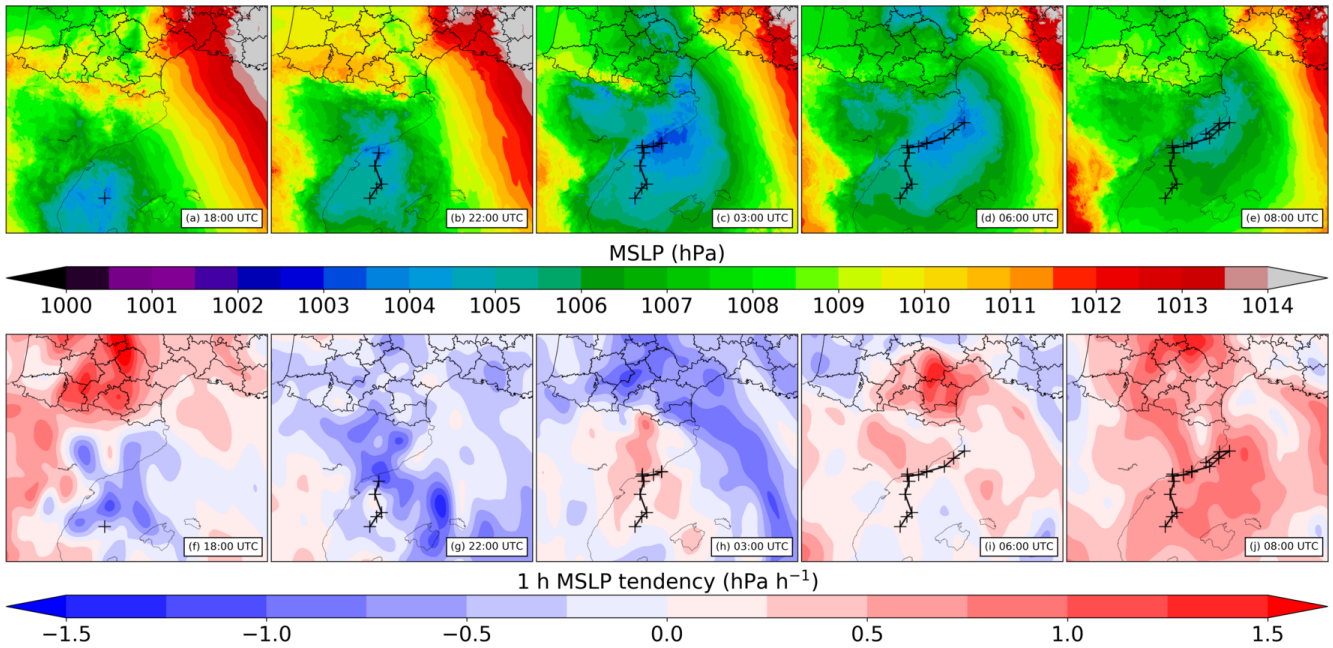 (a) 18:00 UTC
(b) 22:00 UTC
(c) 03:00 UTC
(d) 06:00 UTC
(e) 08:00 UTC
MSLP (hPa)
1000 1001 1002 1003 1004 1005 1006 1007 1008 1009 1010 1011 1012 1013 1014
(f) 18:00 UTC
(g) 22:00 UTC
(h) 03:00 UTC
(i) 06:00 UTC
(j) 08:00 UTC
1 h MSLP tendency (hPa h⁻¹)
−1.5 −1.0 −0.5 0.0 0.5 1.0 1.5